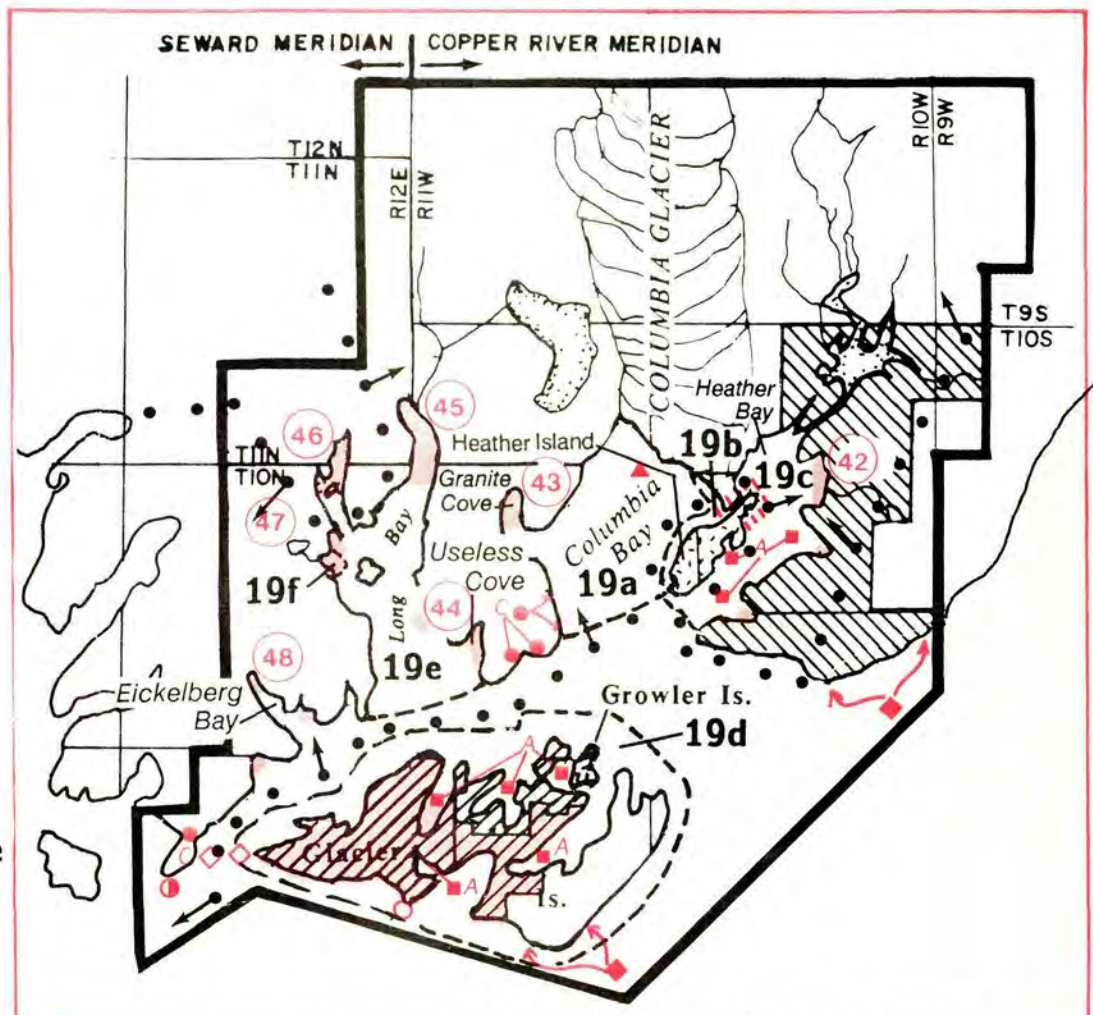 SEWARD MERIDIAN COPPER RIVER MERIDIAN
T12N
T11N
R12E
R11W
COLUMBIA GLACIER
R10W
R9W
T9S
T10S
Heather
Bay
45
46
Heather Island
19b
T11N
T10N
Granite
Cove
43
19c
42
47
Bay
Columbia
Bay
A
Useless
Cove
19a
19f
C
44
Long
48
19e
Eickelberg
Bay
Growler Is.
19d
A
Glacier
A
C
A
Is.